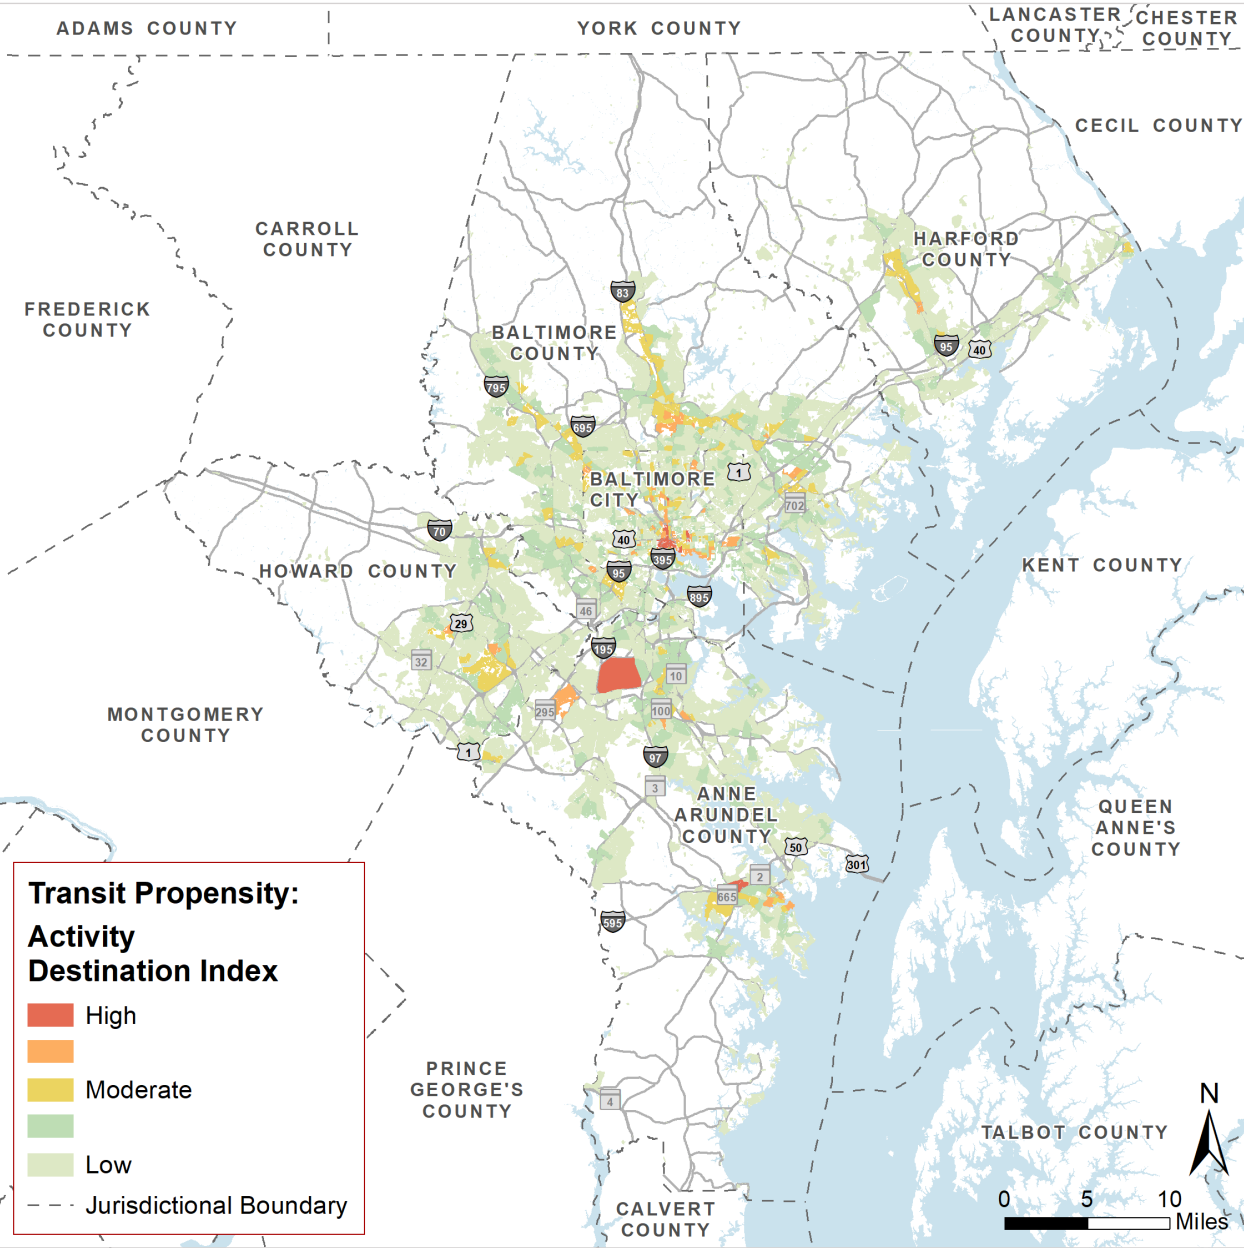 ADAMS COUNTY
YORK COUNTY
LANCASTER
COUNTY
CHESTER
COUNTY
CECIL COUNTY
CARROLL
COUNTY
HARFORD
COUNTY
FREDERICK
COUNTY
83
BALTIMORE
COUNTY
95
40
795
695
1
BALTIMORE
CITY
702
70
40
395
95
HOWARD COUNTY
KENT COUNTY
895
46
29
195
32
10
295
100
MONTGOMERY
COUNTY
1
97
3
ANNE
ARUNDEL
COUNTY
QUEEN
ANNE'S
COUNTY
50
301
2
665
595
Transit Propensity:
Activity
Destination Index
High
Moderate
Low
Jurisdictional Boundary
PRINCE
GEORGE'S
COUNTY
4
TALBOT COUNTY
CALVERT
COUNTY
N
0 5 10
Miles